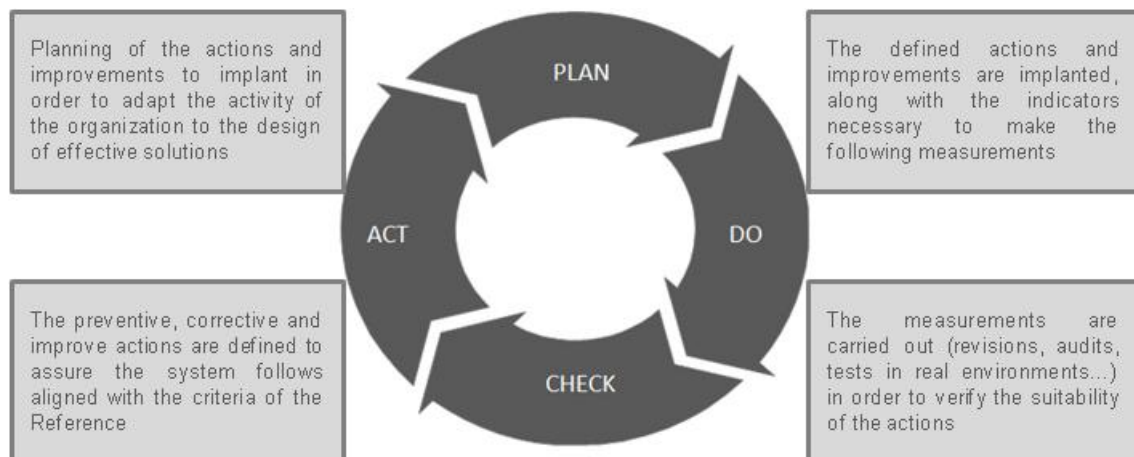 Planning of the actions and
improvements to implant in
order to adapt the activity of
the organization to the design
of effective solutions
PLAN
The defined actions and
improvements are implanted,
along with the indicators
necessary to make the
following measurements
ACT
DO
The preventive, corrective and
improve actions are defined to
assure the system follows
aligned with the criteria of the
Reference
CHECK
The measurements are
carried out (revisions, audits,
tests in real environments...)
in order to verify the suitability
of the actions